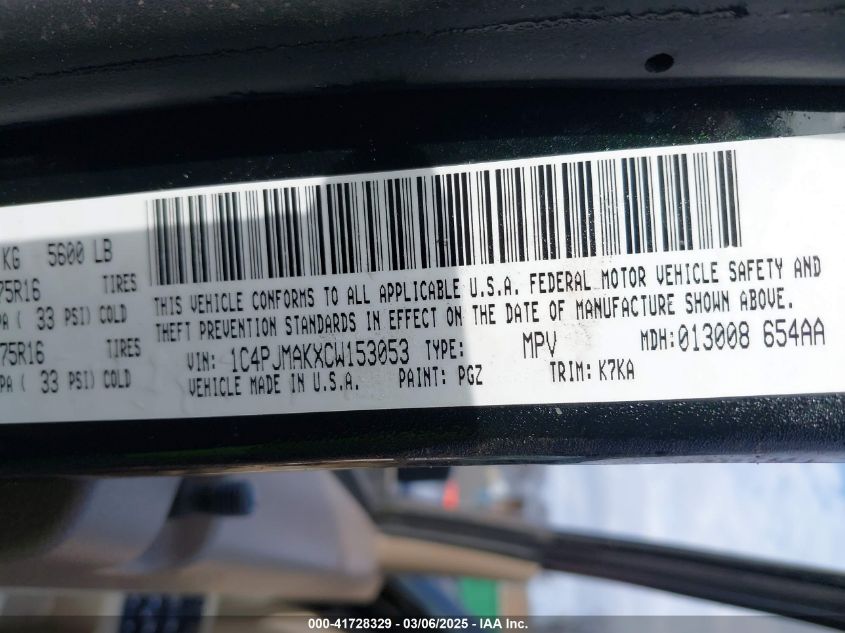 KG 5600 LB
75R16 TIRES
PA ( 33 PSI) COLD
75R16 TIRES
PA ( 33 PSI) COLD
THIS VEHICLE CONFORMS TO ALL APPLICABLE U.S.A. FEDERAL MOTOR VEHICLE SAFETY AND
THEFT PREVENTION STANDARDS IN EFFECT ON THE DATE OF MANUFACTURE SHOWN ABOVE.
VIN: 1C4PJMAKXCW153053 TYPE: MPV MDH:013008 654AA
VEHICLE MADE IN U.S.A. PAINT: PGZ TRIM: K7KA
000-41728329 - 03/06/2025 - IAA Inc.